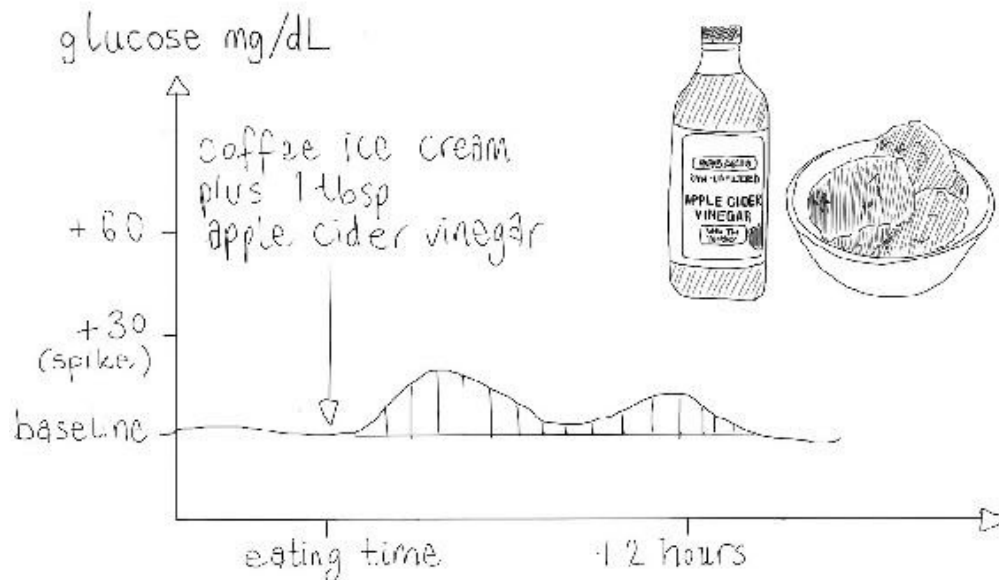 glucose mg/dL
coffee ice cream
plus 1 tbsp
apple cider vinegar
+60
+30
(spike)
baseline
eating time
+2 hours
APPLE CIDER
VINEGAR